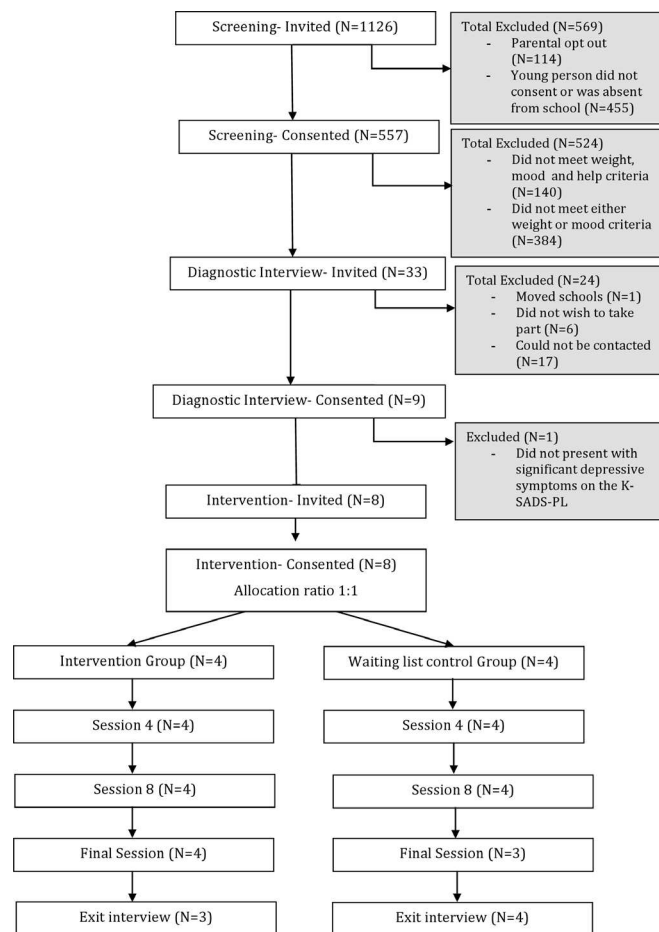 Screening- Invited (N=1126)
Total Excluded (N=569)
- Parental opt out
(N=114)
- Young person did not
consent or was absent
from school (N=455)
Screening- Consented (N=557)
Total Excluded (N=524)
- Did not meet weight,
mood and help criteria
(N=140)
- Did not meet either
weight or mood criteria
(N=384)
Diagnostic Interview- Invited (N=33)
Total Excluded (N=24)
- Moved schools (N=1)
- Did not wish to take
part (N=6)
- Could not be contacted
(N=17)
Diagnostic Interview- Consented (N=9)
Excluded (N=1)
- Did not present with
significant depressive
symptoms on the K-
SADS-PL
Intervention- Invited (N=8)
Intervention- Consented (N=8)
Allocation ratio 1:1
Intervention Group (N=4)
Waiting list control Group (N=4)
Session 4 (N=4)
Session 4 (N=4)
Session 8 (N=4)
Session 8 (N=4)
Final Session (N=4)
Final Session (N=3)
Exit interview (N=3)
Exit interview (N=4)